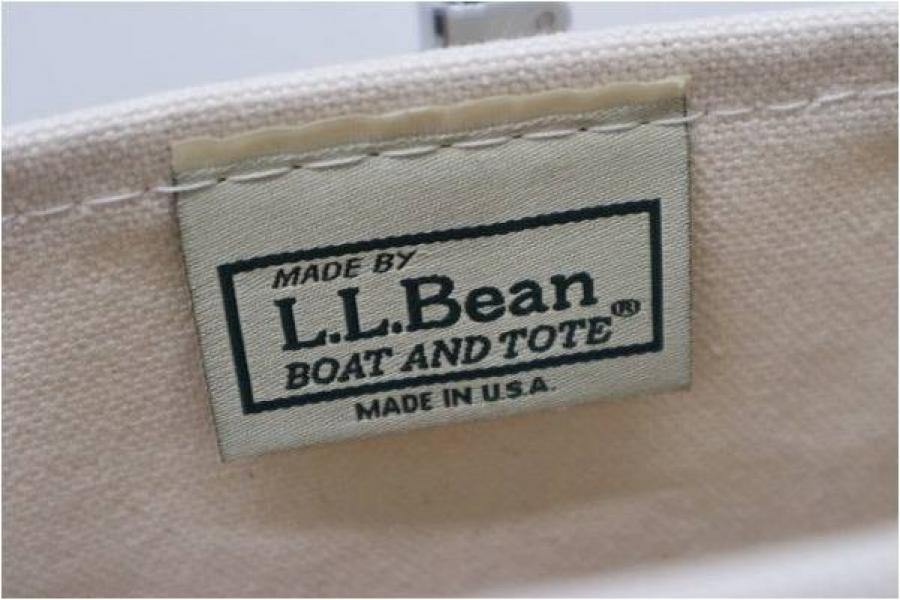 MADE BY
L.L.Bean
BOAT AND TOTE®
MADE IN U.S.A.